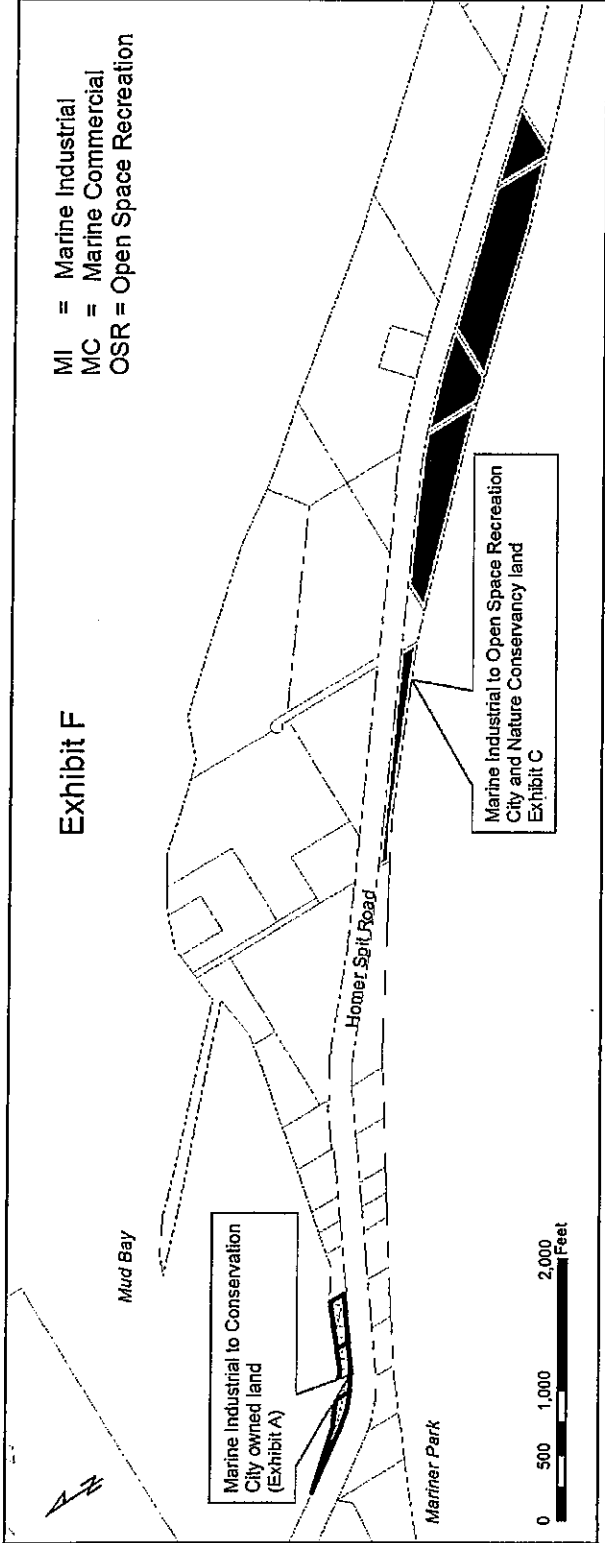 Exhibit F
MI = Marine Industrial
MC = Marine Commercial
OSR = Open Space Recreation
Mud Bay
Marine Industrial to Conservation
City owned land
(Exhibit A)
Homer Spit Road
Marine Industrial to Open Space Recreation
City and Nature Conservancy land
Exhibit C
Mariner Park
N
0 500 1,000 2,000
Feet